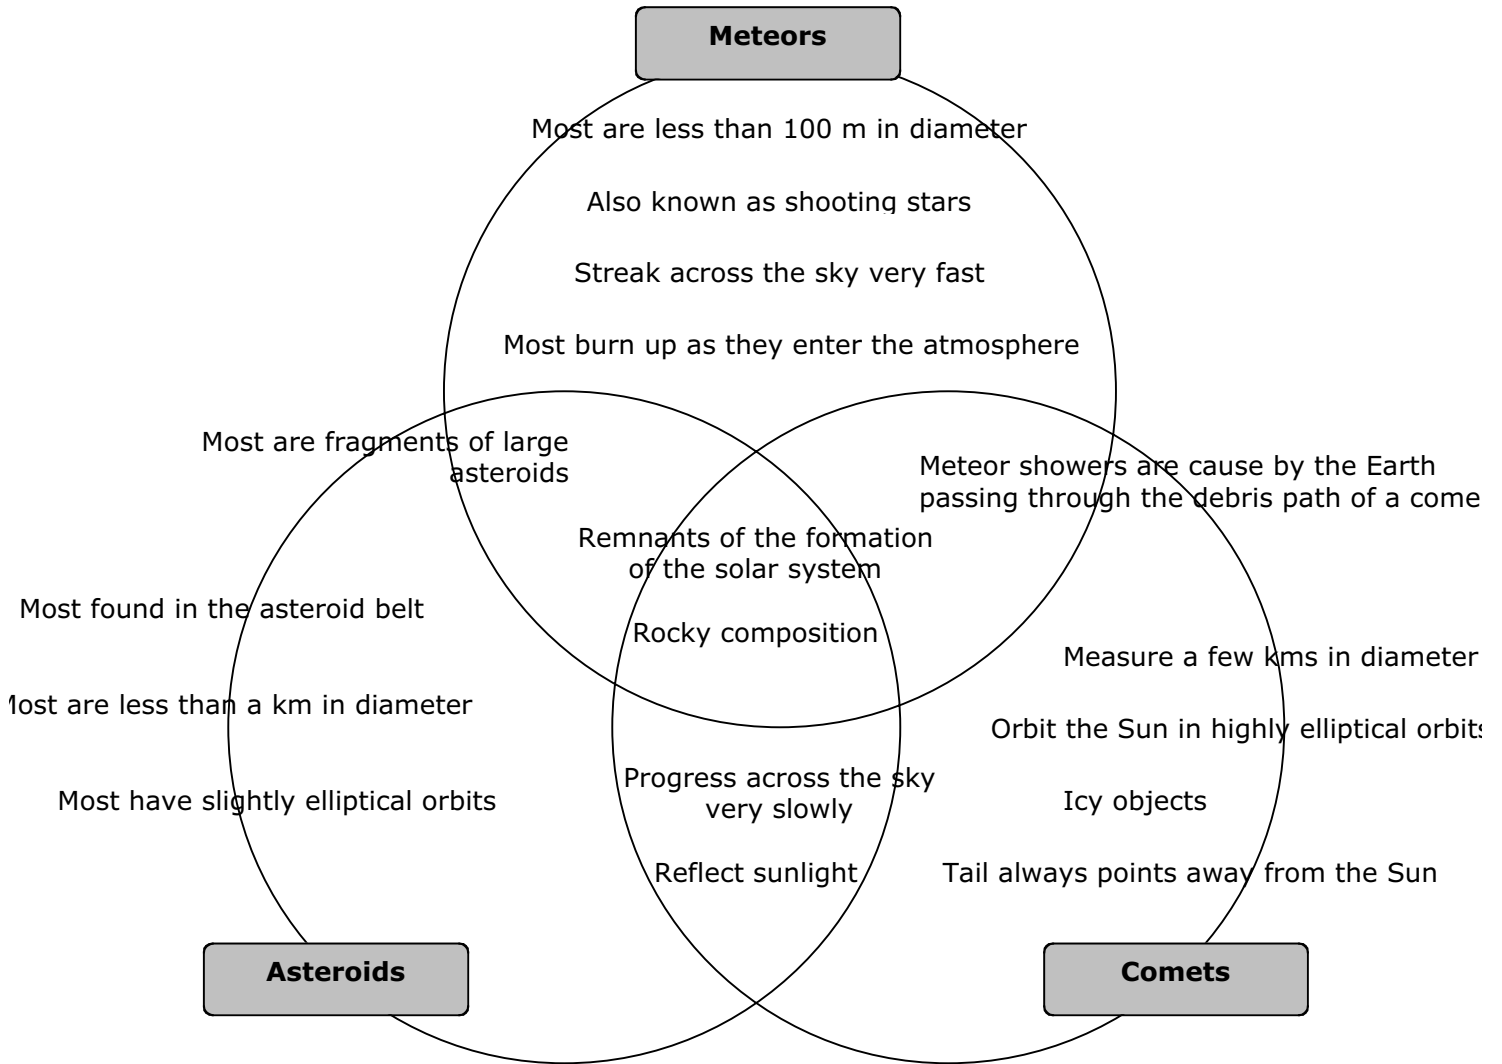 Meteors
Most are less than 100 m in diameter
Also known as shooting stars
Streak across the sky very fast
Most burn up as they enter the atmosphere
Most are fragments of large
asteroids
Meteor showers are cause by the Earth
passing through the debris path of a come
Remnants of the formation
of the solar system
Most found in the asteroid belt
Rocky composition
Measure a few kms in diameter
Most are less than a km in diameter
Orbit the Sun in highly elliptical orbits
Progress across the sky
very slowly
Most have slightly elliptical orbits
Icy objects
Reflect sunlight
Tail always points away from the Sun
Asteroids
Comets